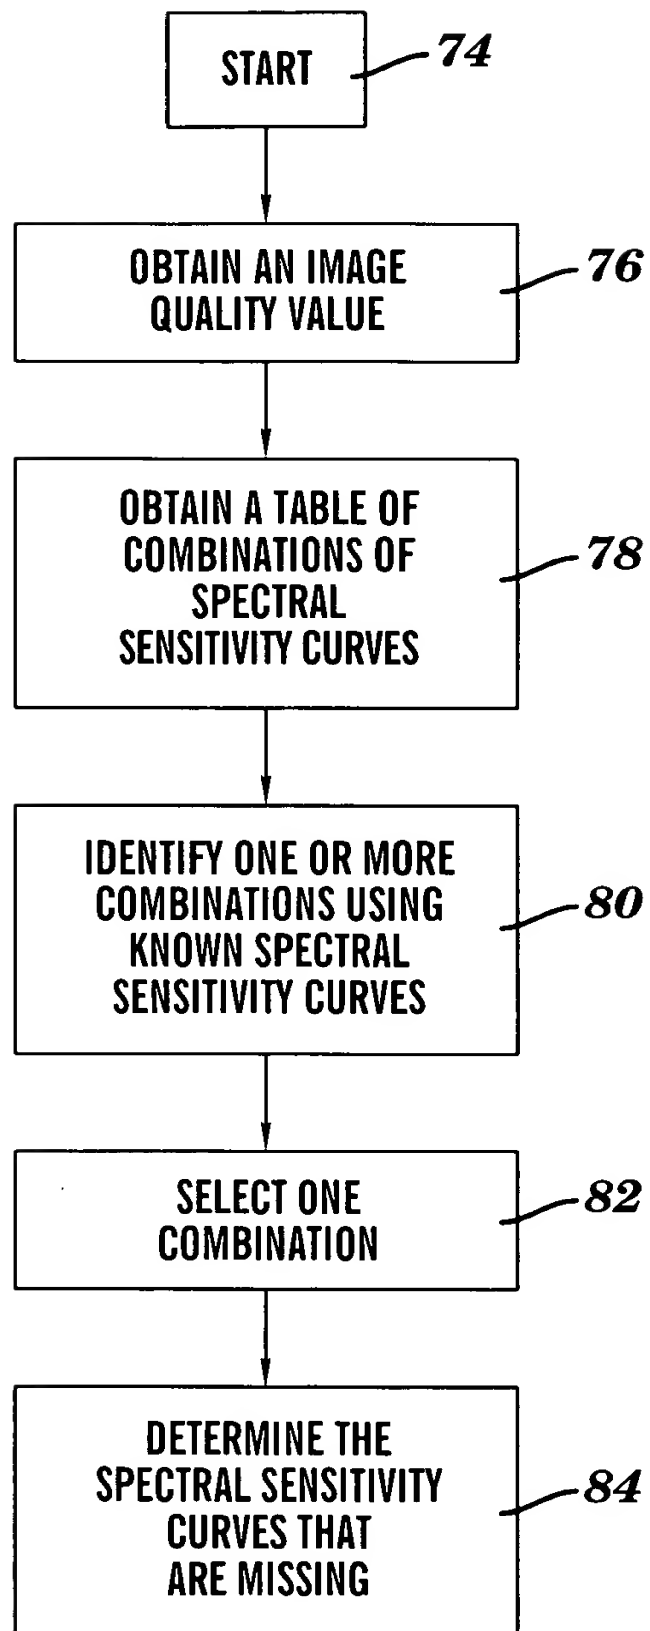 START
74
OBTAIN AN IMAGE
QUALITY VALUE
76
OBTAIN A TABLE OF
COMBINATIONS OF
SPECTRAL
SENSITIVITY CURVES
78
IDENTIFY ONE OR MORE
COMBINATIONS USING
KNOWN SPECTRAL
SENSITIVITY CURVES
80
SELECT ONE
COMBINATION
82
DETERMINE THE
SPECTRAL SENSITIVITY
CURVES THAT
ARE MISSING
84